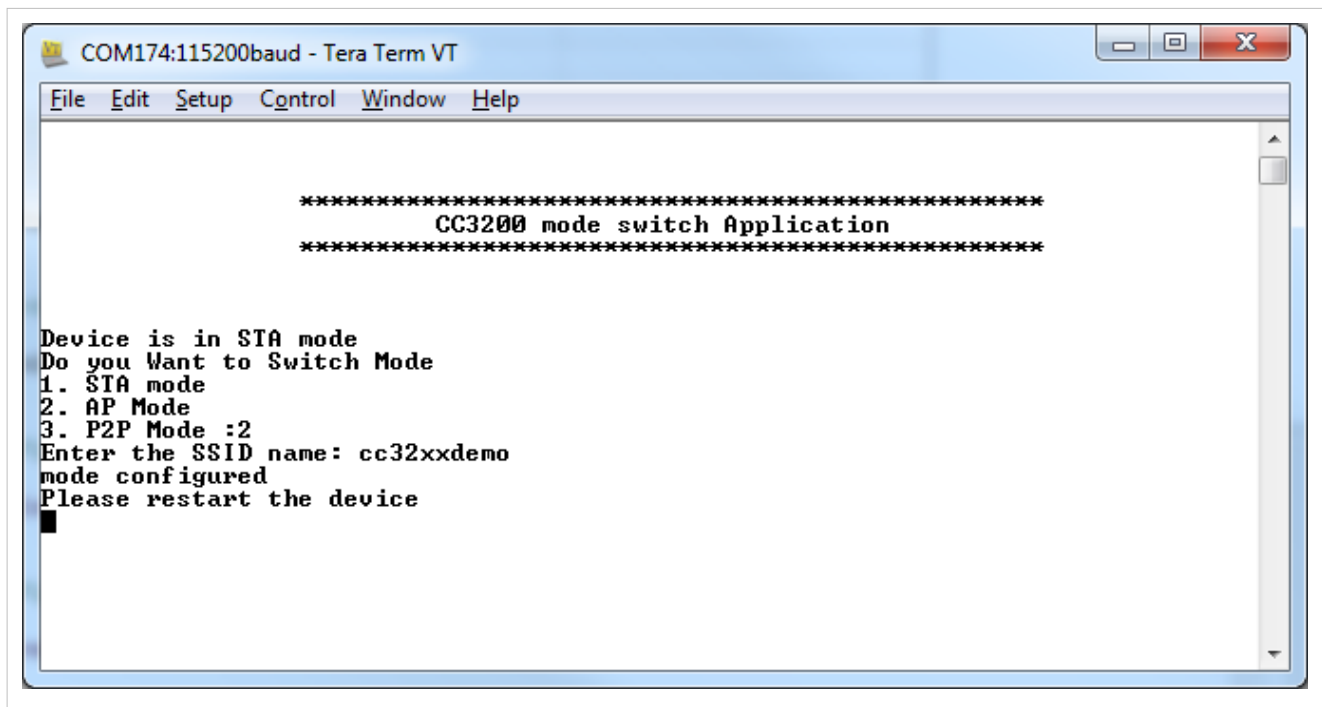 COM174:115200baud - Tera Term VT
File Edit Setup Control Window Help
*************************************************
CC3200 mode switch Application
*************************************************
Device is in STA mode
Do you Want to Switch Mode
1. STA mode
2. AP Mode
3. P2P Mode :2
Enter the SSID name: cc32xxdemo
mode configured
Please restart the device